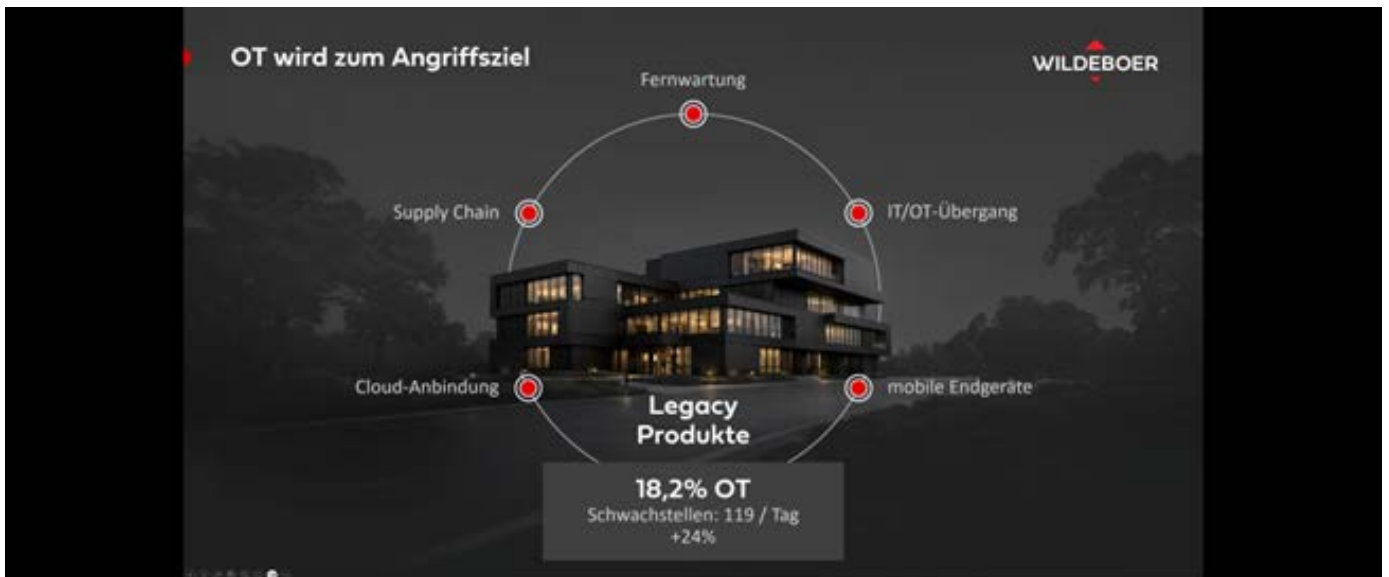 OT wird zum Angriffsziel
WILDEBOER
Fernwartung
Supply Chain
IT/OT-Übergang
Cloud-Anbindung
mobile Endgeräte
Legacy
Produkte
18,2% OT
Schwachstellen: 119 / Tag
+24%